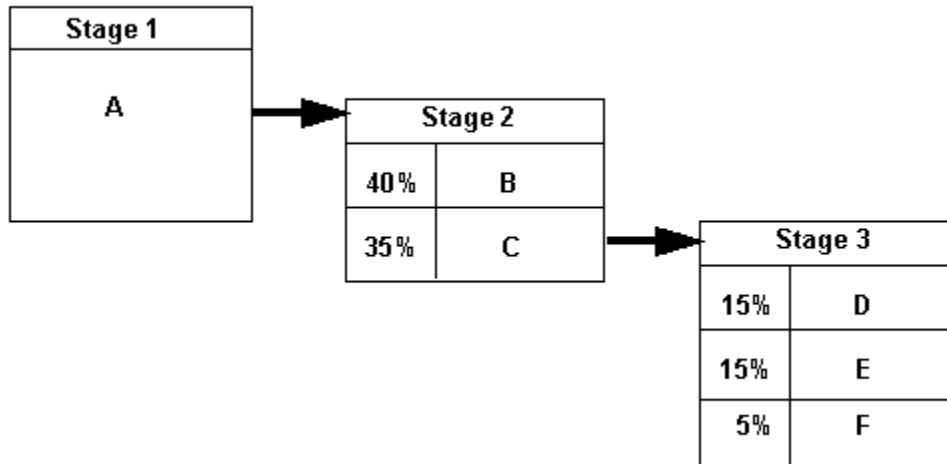 Stage 1
A
Stage 2
40% B
35% C
Stage 3
15% D
15% E
5% F